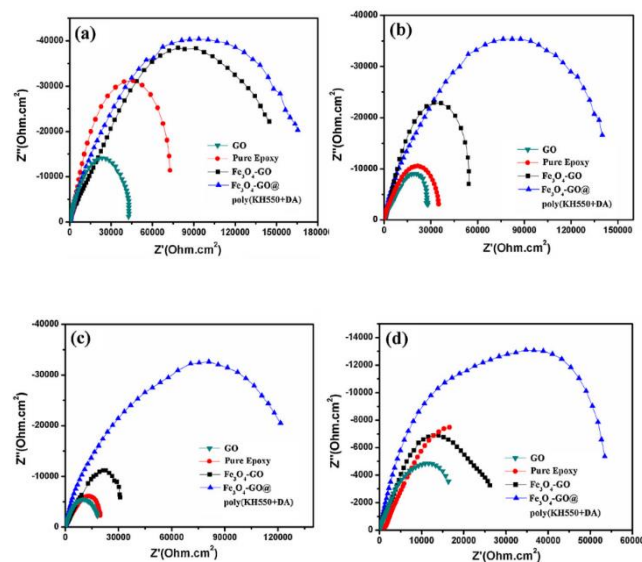 (a)
-40000
-30000
-20000
-10000
0
Z''(Ohm.cm²)
GO
Pure Epoxy
Fe₃O₄-GO
Fe₃O₄-GO@
poly(KH550+DA)
0 30000 60000 90000 120000 150000 180000
Z'(Ohm.cm²)
(b)
-40000
-30000
-20000
-10000
0
Z''(Ohm.cm²)
GO
Pure Epoxy
Fe₃O₄-GO
Fe₃O₄-GO@
poly(KH550+DA)
0 30000 60000 90000 120000 150000
Z'(Ohm.cm²)
(c)
-40000
-30000
-20000
-10000
0
Z''(Ohm.cm²)
GO
Pure Epoxy
Fe₃O₄-GO
Fe₃O₄-GO@
poly(KH550+DA)
0 20000 40000 60000 80000 100000 120000
Z'(Ohm.cm²)
(d)
-14000
-12000
-10000
-8000
-6000
-4000
-2000
0
Z''(Ohm.cm²)
GO
Pure Epoxy
Fe₃O₄-GO
Fe₃O₄-GO@
poly(KH550+DA)
0 10000 20000 30000 40000 50000 60000
Z'(Ohm.cm²)